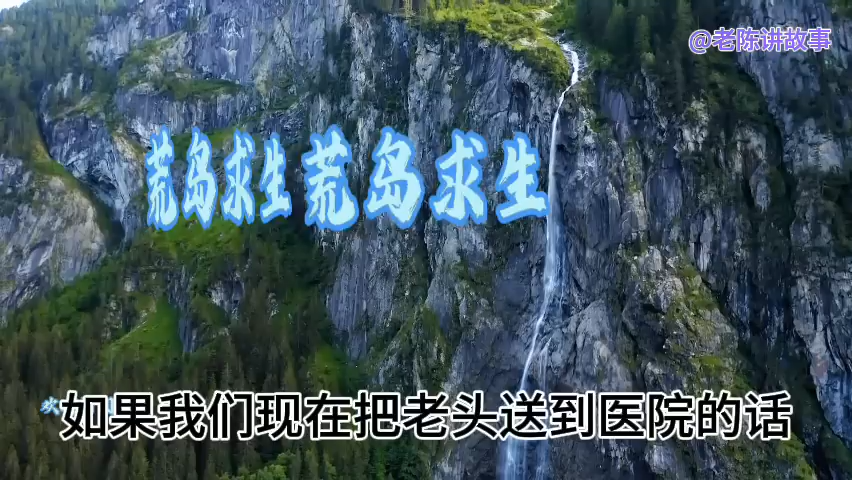 @老陈讲故事
荒岛求生 荒岛求生
欢
如果我们现在把老头送到医院的话